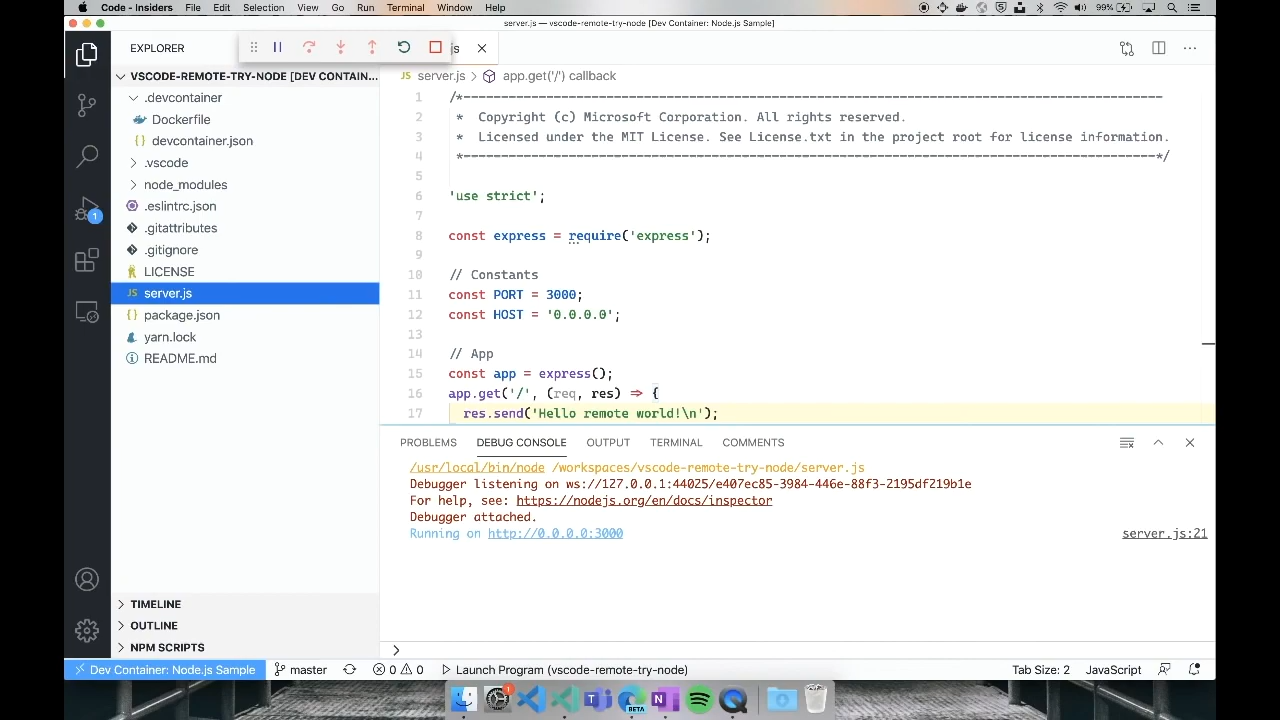 Code - Insiders File Edit Selection View Go Run Terminal Window Help 99%
server.js — vscode-remote-try-node [Dev Container: Node.js Sample]
EXPLORER
js
VSCODE-REMOTE-TRY-NODE [DEV CONTAIN...
JS server.js > app.get('/') callback
.devcontainer
Dockerfile
{} devcontainer.json
.vscode
node_modules
.eslintrc.json
.gitattributes
.gitignore
LICENSE
JS server.js
{} package.json
yarn.lock
README.md
1 /*---------------------------------------------------------------------------------------------
2 * Copyright (c) Microsoft Corporation. All rights reserved.
3 * Licensed under the MIT License. See License.txt in the project root for license information.
4 *--------------------------------------------------------------------------------------------*/
5
6 'use strict';
7
8 const express = require('express');
9
10 // Constants
11 const PORT = 3000;
12 const HOST = '0.0.0.0';
13
14 // App
15 const app = express();
16 app.get('/', (req, res) => {
17 res.send('Hello remote world!\n');
1
PROBLEMS DEBUG CONSOLE OUTPUT TERMINAL COMMENTS
/usr/local/bin/node /workspaces/vscode-remote-try-node/server.js
Debugger listening on ws://127.0.0.1:44025/e407ec85-3984-446e-88f3-2195df219b1e
For help, see: https://nodejs.org/en/docs/inspector
Debugger attached.
Running on http://0.0.0.0:3000 server.js:21
TIMELINE
OUTLINE
NPM SCRIPTS
Dev Container: Node.js Sample master 0 0 Launch Program (vscode-remote-try-node) Tab Size: 2 JavaScript
1
BETA